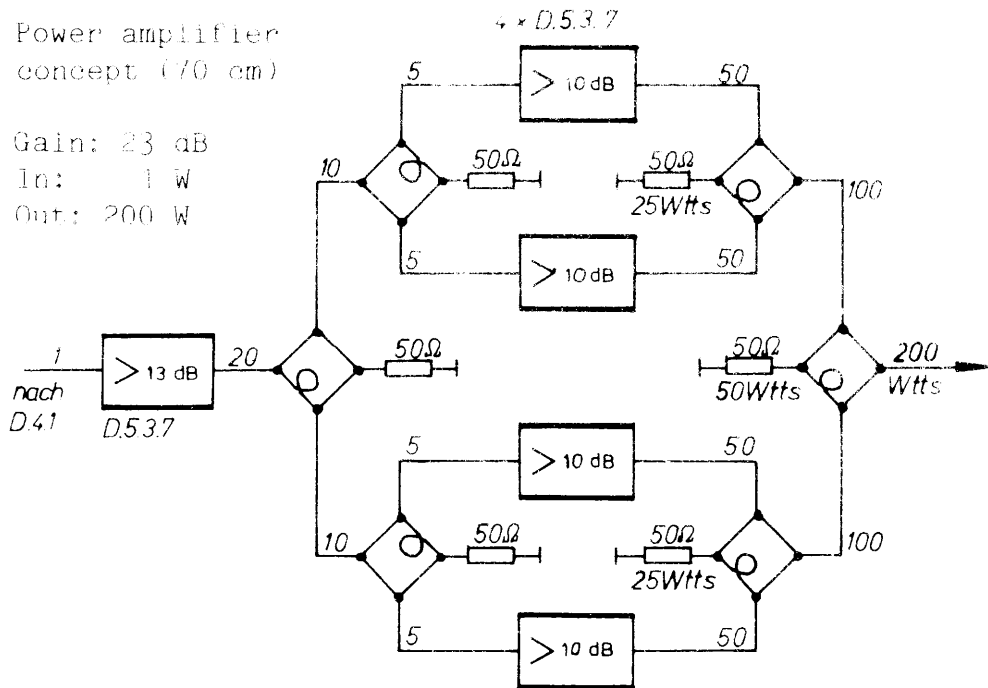 Power amplifier
concept (70 cm)
Gain: 23 dB
In: 1 W
Out: 200 W
4 × D.5.3.7
5
10 dB
50
10
50Ω
50Ω
25Wtts
100
5
10 dB
50
1
13 dB
20
50Ω
50Ω
200
nach
50Wtts
Wtts
D.4.1
D.5.3.7
5
10 dB
50
10
50Ω
50Ω
100
25Wtts
5
10 dB
50